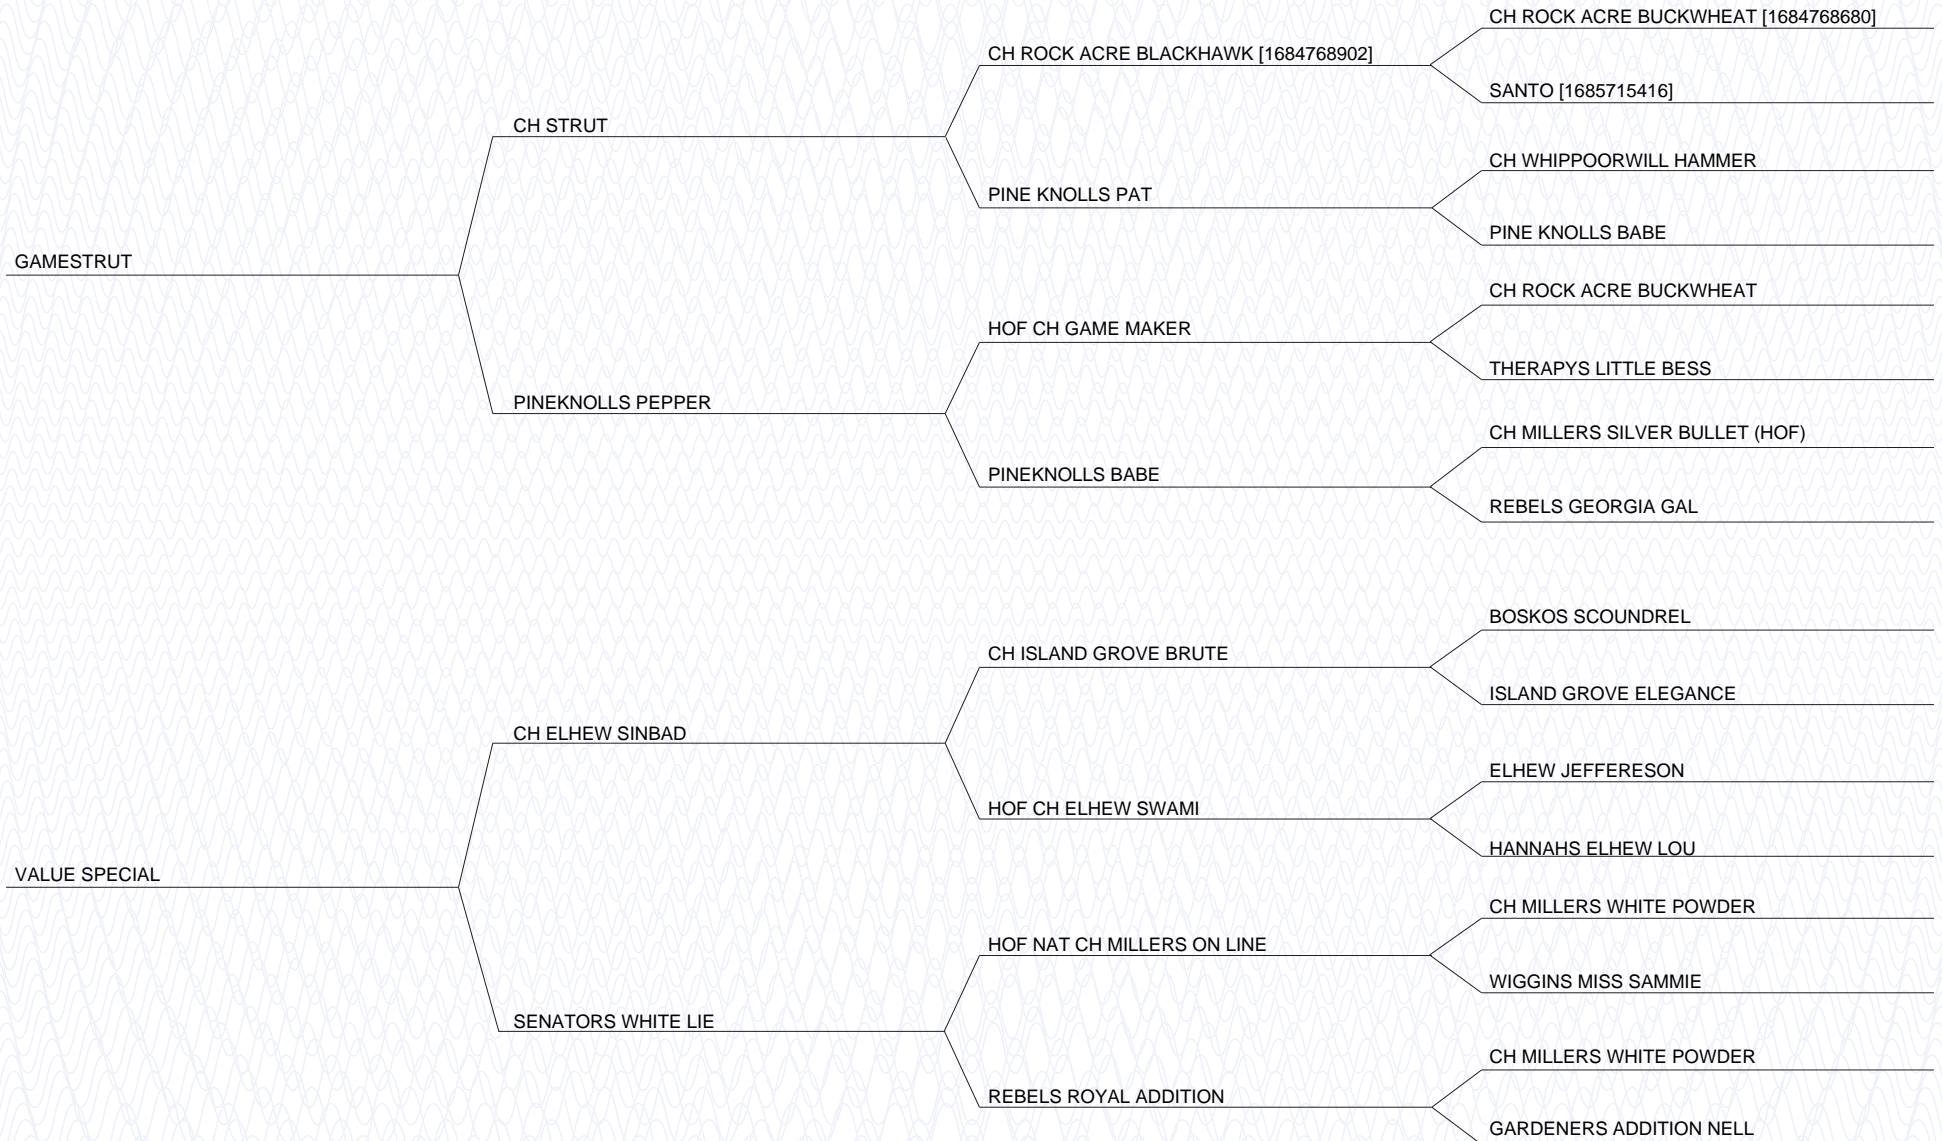 CH ROCK ACRE BUCKWHEAT [1684768680]
CH ROCK ACRE BLACKHAWK [1684768902]
SANTO [1685715416]
CH STRUT
CH WHIPPOORWILL HAMMER
PINE KNOLLS PAT
PINE KNOLLS BABE
GAMESTRUT
CH ROCK ACRE BUCKWHEAT
HOF CH GAME MAKER
THERAPYS LITTLE BESS
PINEKNOLLS PEPPER
CH MILLERS SILVER BULLET (HOF)
PINEKNOLLS BABE
REBELS GEORGIA GAL
BOSKOS SCOUNDREL
CH ISLAND GROVE BRUTE
ISLAND GROVE ELEGANCE
CH ELHEW SINBAD
ELHEW JEFFERESON
HOF CH ELHEW SWAMI
HANNAHS ELHEW LOU
VALUE SPECIAL
CH MILLERS WHITE POWDER
HOF NAT CH MILLERS ON LINE
WIGGINS MISS SAMMIE
SENATORS WHITE LIE
CH MILLERS WHITE POWDER
REBELS ROYAL ADDITION
GARDENERS ADDITION NELL